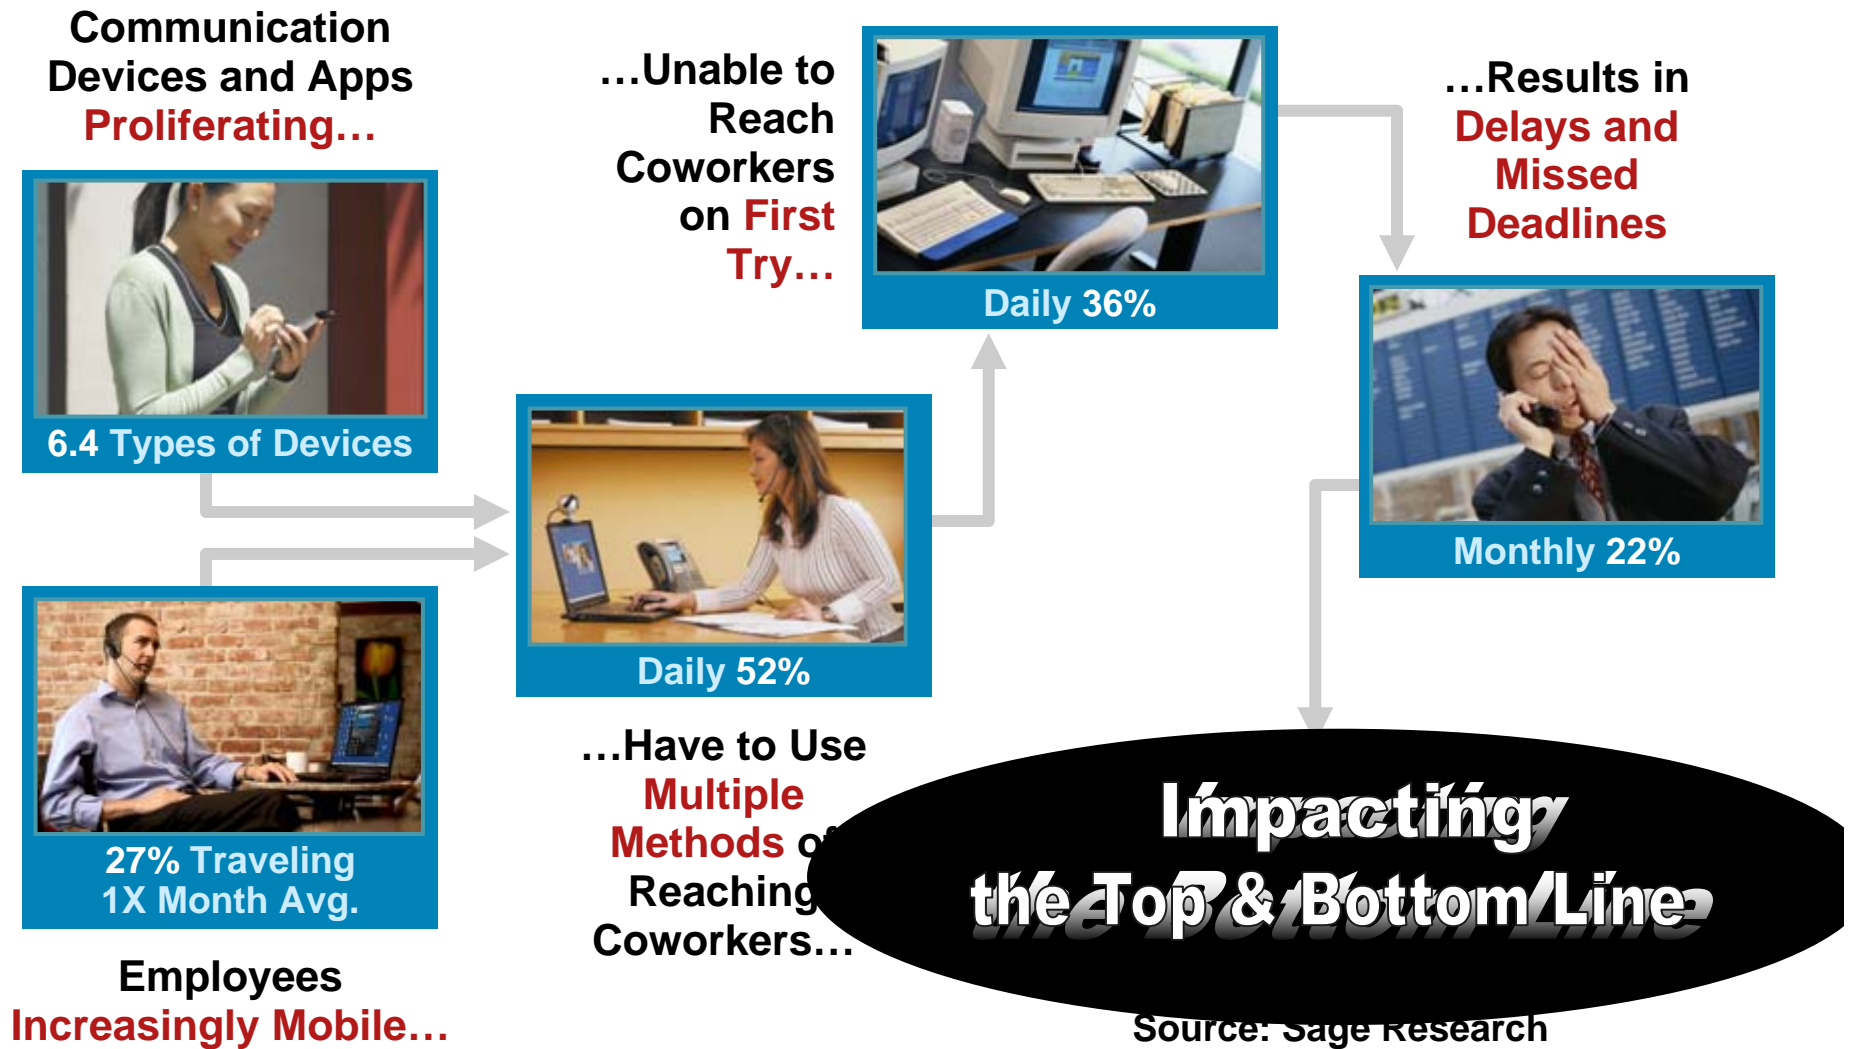 Communication
Devices and Apps
Proliferating…
6.4 Types of Devices
27% Traveling
1X Month Avg.
Employees
Increasingly Mobile…
Daily 52%
…Have to Use
Multiple
Methods of
Reaching
Coworkers…
…Unable to
Reach
Coworkers
on First
Try…
Daily 36%
…Results in
Delays and
Missed
Deadlines
Monthly 22%
Impacting
the Top & Bottom Line
Source: Sage Research